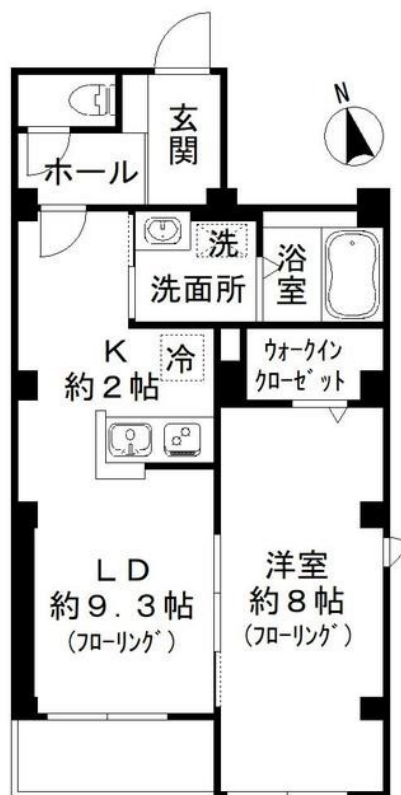 N
玄
関
ホール
洗
洗面所
浴
室
K
約2帖
冷
ウォークイン
クローゼット
LD
約9.3帖
(フローリング)
洋室
約8帖
(フローリング)